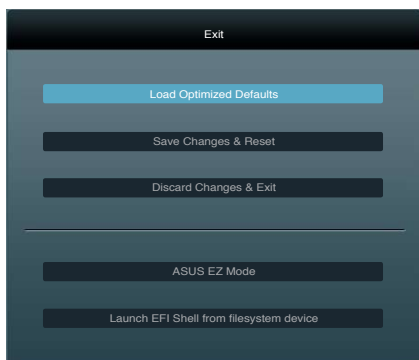 Exit
Load Optimized Defaults
Save Changes & Reset
Discard Changes & Exit
ASUS EZ Mode
Launch EFI Shell from filesystem device